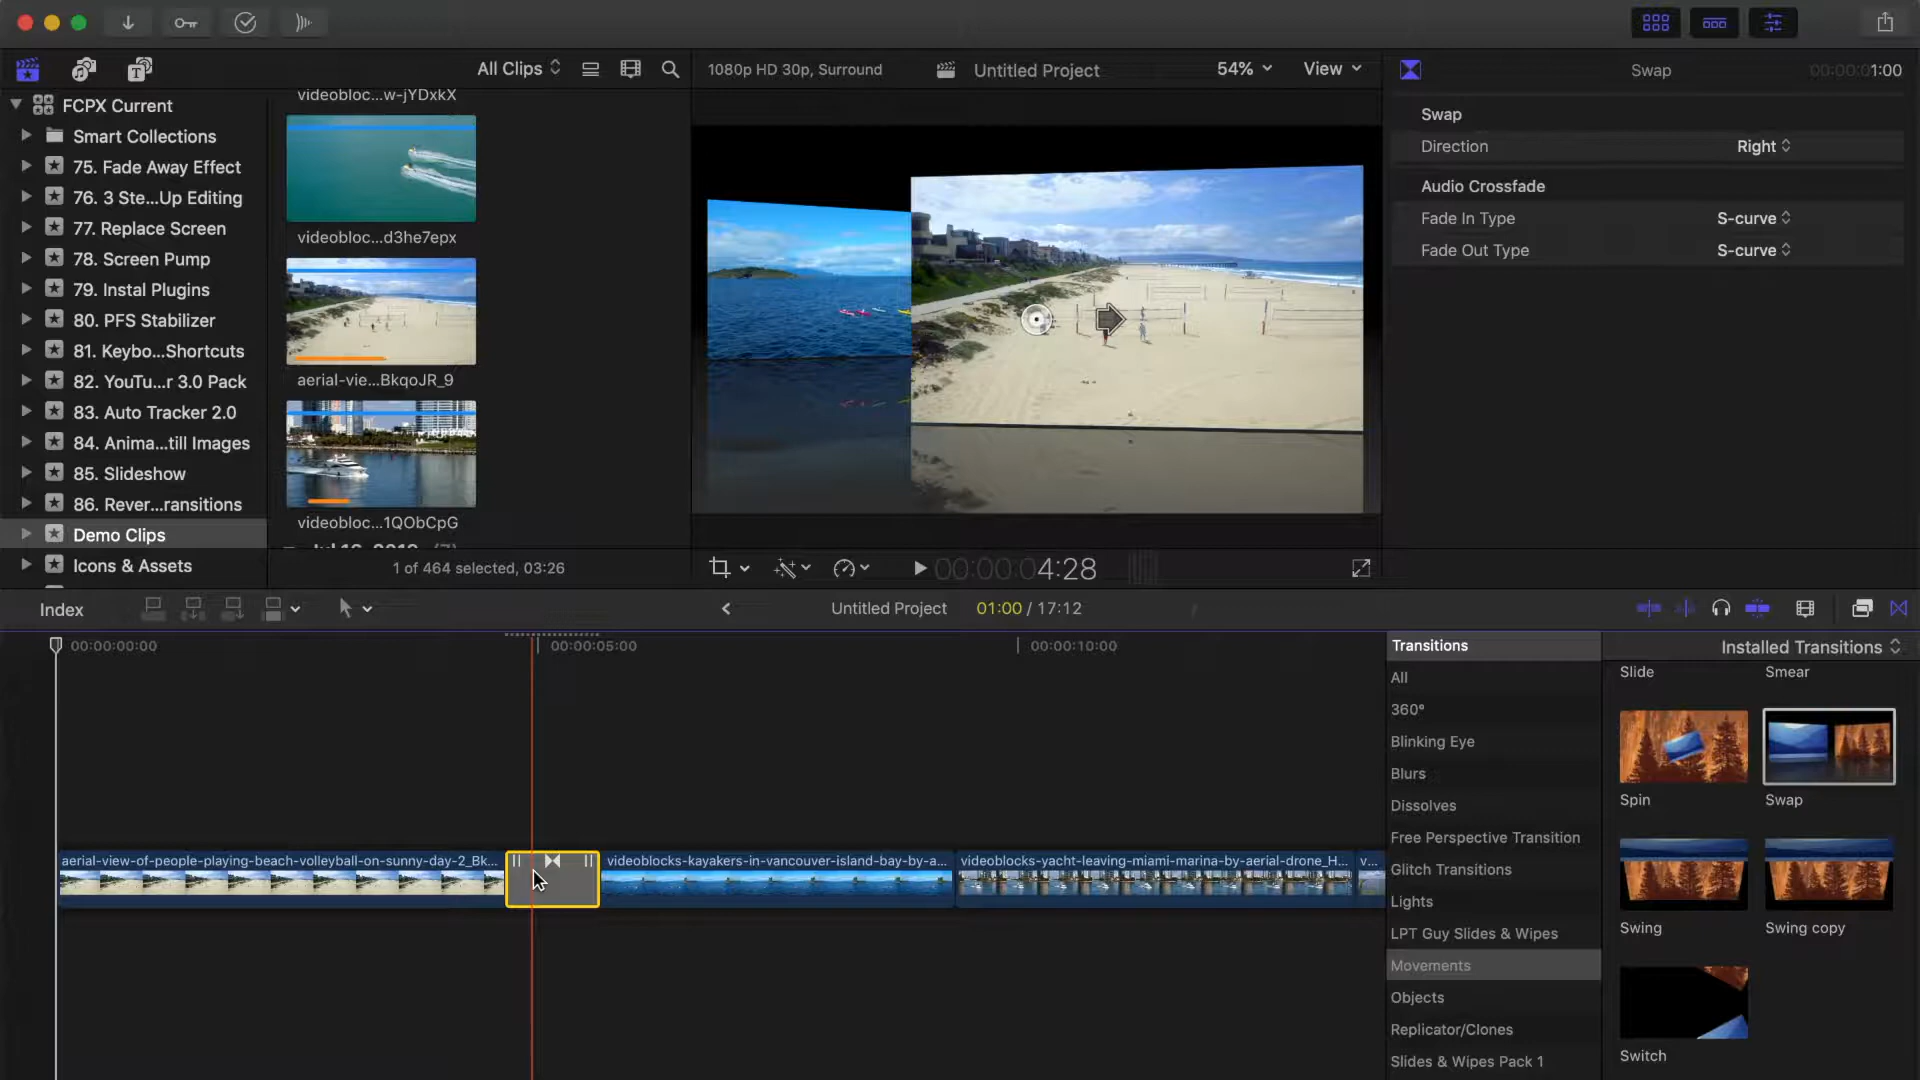 All Clips
1080p HD 30p, Surround
Untitled Project
54%
View
Swap
00:00:01:00
FCPX Current
Smart Collections
75. Fade Away Effect
76. 3 Ste...Up Editing
77. Replace Screen
78. Screen Pump
79. Instal Plugins
80. PFS Stabilizer
81. Keybo...Shortcuts
82. YouTu...r 3.0 Pack
83. Auto Tracker 2.0
84. Anima...till Images
85. Slideshow
86. Rever...ransitions
Demo Clips
Icons & Assets
videobloc...w-jYDxkX
videobloc...d3he7epx
aerial-vie...BkqoJR_9
videobloc...1QObCpG
1 of 464 selected, 03:26
00:00:04:28
Swap
Direction
Right
Audio Crossfade
Fade In Type
S-curve
Fade Out Type
S-curve
Index
Untitled Project
01:00 / 17:12
00:00:00:00
00:00:05:00
00:00:10:00
aerial-view-of-people-playing-beach-volleyball-on-sunny-day-2_Bk...
videoblocks-kayakers-in-vancouver-island-bay-by-a...
videoblocks-yacht-leaving-miami-marina-by-aerial-drone_H...
v...
Transitions
All
360°
Blinking Eye
Blurs
Dissolves
Free Perspective Transition
Glitch Transitions
Lights
LPT Guy Slides & Wipes
Movements
Objects
Replicator/Clones
Slides & Wipes Pack 1
Installed Transitions
Slide
Smear
Spin
Swap
Swing
Swing copy
Switch